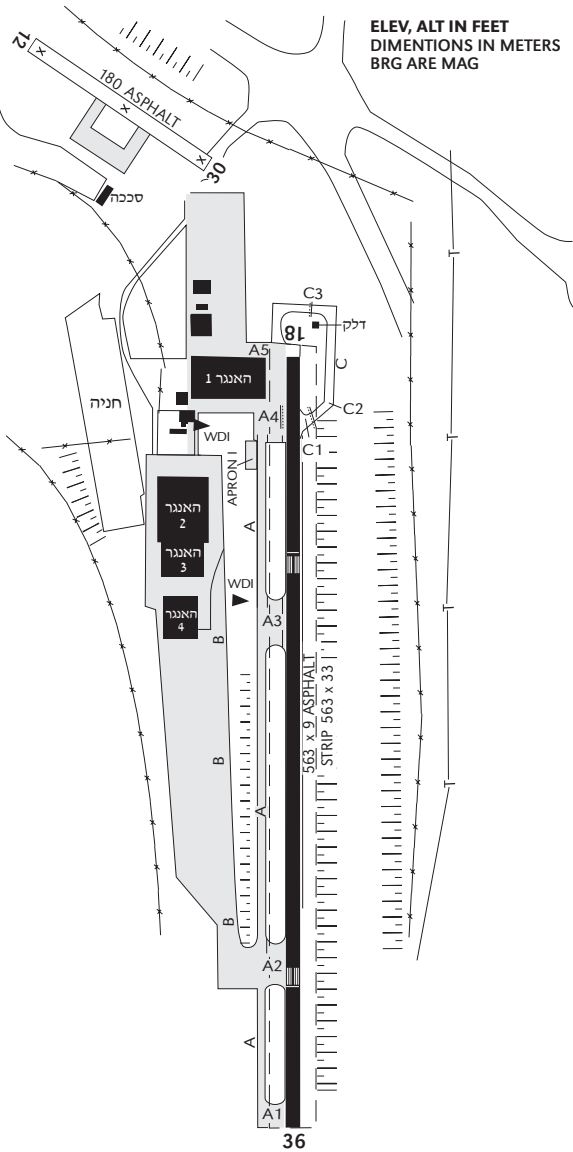 ELEV, ALT IN FEET
DIMENTIONS IN METERS
BRG ARE MAG
12
180 ASPHALT
30
סככה
C3
18
דלק
A5
C
האנגר 1
חניה
A4
C2
WDI
C1
APRON I
A
האנגר
2
האנגר
3
WDI
האנגר
4
A3
B
563 x 9 ASPHALT
STRIP 563 x 33
B
A
B
A2
A
A1
36
T
T
T
T